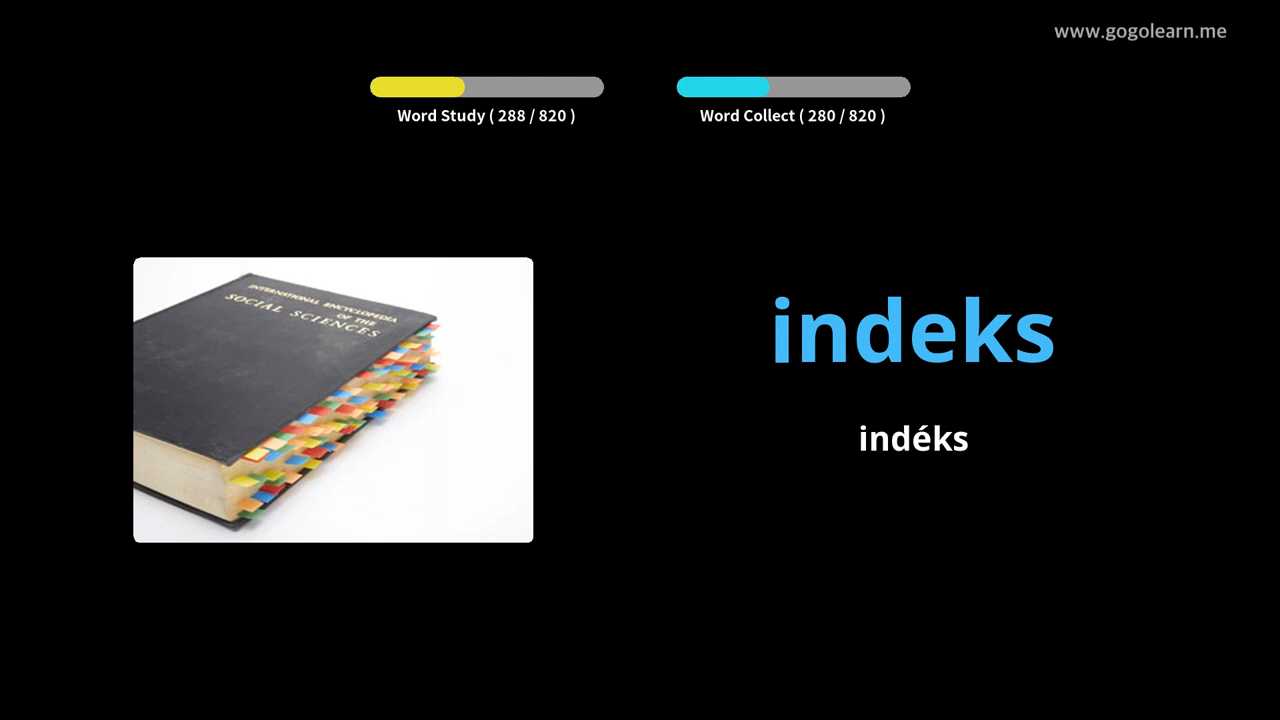 www.gogolearn.me
Word Study ( 288 / 820 )
Word Collect ( 280 / 820 )
INTERNATIONAL ENCYCLOPEDIA
OF THE
SOCIAL SCIENCES
indeks
indéks